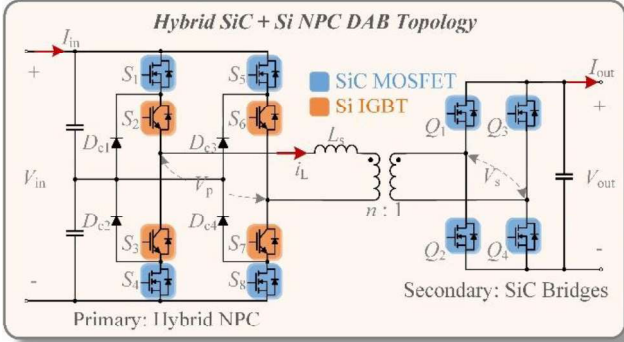 Hybrid SiC + Si NPC DAB Topology
I_in
+
S_1
S_5
SiC MOSFET
Si IGBT
I_out
+
S_2
S_6
Q_1
Q_3
D_c1
D_c3
L_s
i_L
V_in
V_p
V_s
V_out
n : 1
D_c2
D_c4
S_3
S_7
Q_2
Q_4
-
S_4
S_8
-
Secondary: SiC Bridges
Primary: Hybrid NPC